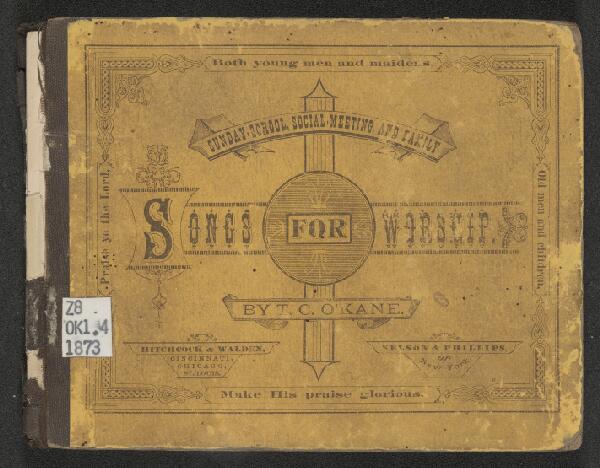 Both young men and maidens.
SUNDAY-SCHOOL, SOCIAL-MEETING, AND FAMILY
Praise ye the Lord,
Old men and children,
SONGS FOR WORSHIP.
BY T. C. O'KANE.
Z8
OK1.4
1873
HITCHCOCK & WALDEN,
CINCINNATI,
CHICAGO,
ST. LOUIS.
NELSON & PHILLIPS,
NEW-YORK
Make His praise glorious.